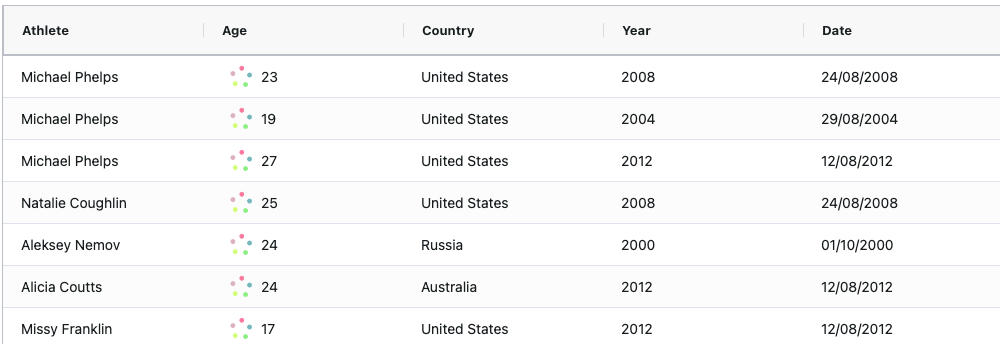 Athlete Age Country Year Date
Michael Phelps 23 United States 2008 24/08/2008
Michael Phelps 19 United States 2004 29/08/2004
Michael Phelps 27 United States 2012 12/08/2012
Natalie Coughlin 25 United States 2008 24/08/2008
Aleksey Nemov 24 Russia 2000 01/10/2000
Alicia Coutts 24 Australia 2012 12/08/2012
Missy Franklin 17 United States 2012 12/08/2012